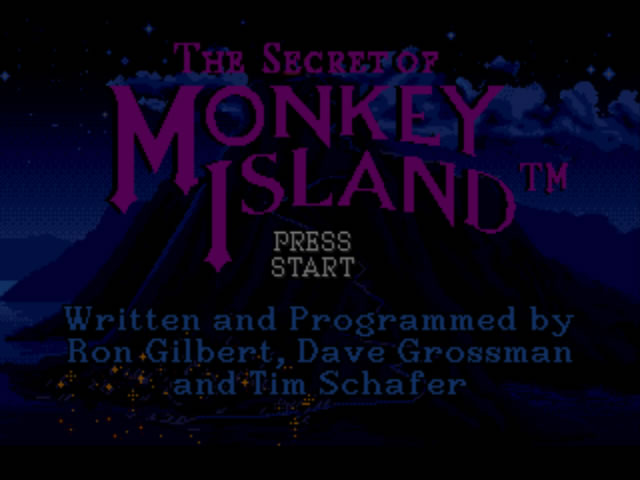 The Secret of
Monkey
Island™
PRESS
START
Written and Programmed by
Ron Gilbert, Dave Grossman
and Tim Schafer